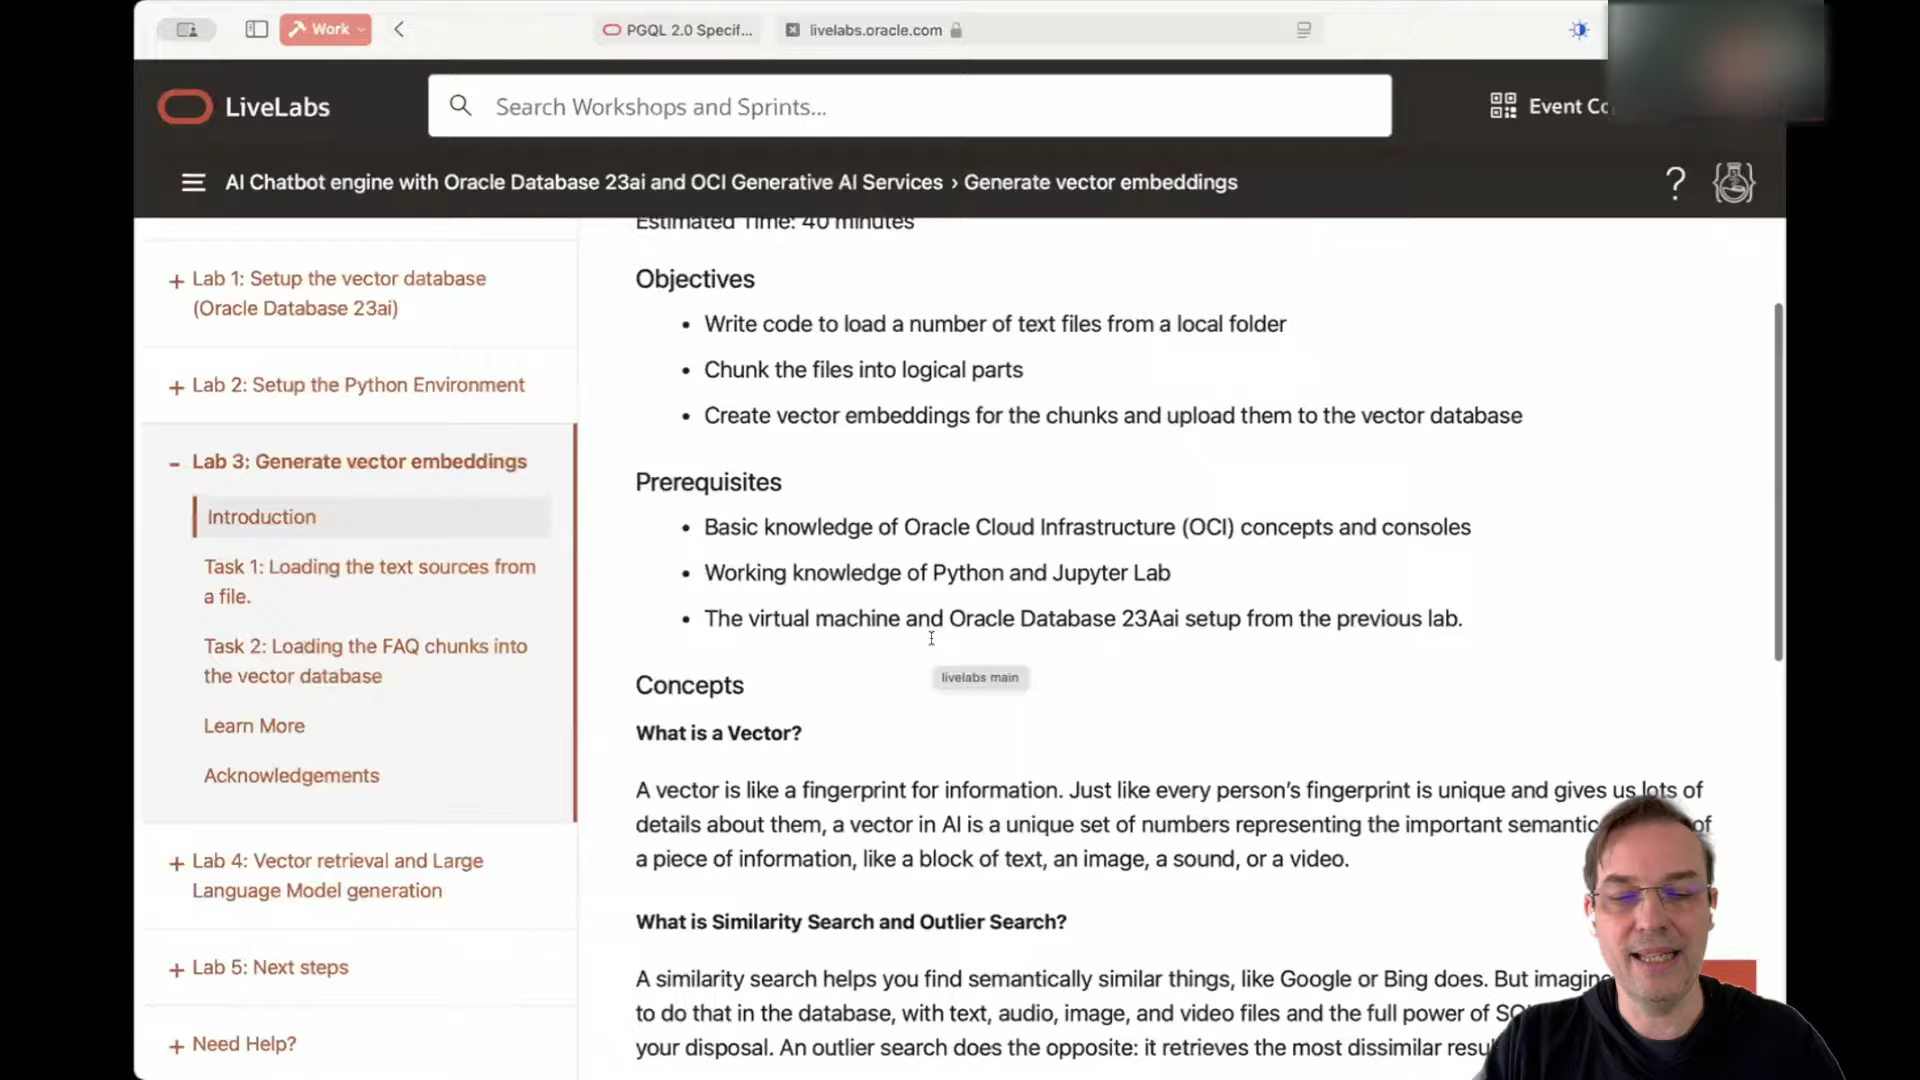 Work
PGQL 2.0 Specif...
livelabs.oracle.com
LiveLabs
Search Workshops and Sprints...
Event Co
AI Chatbot engine with Oracle Database 23ai and OCI Generative AI Services › Generate vector embeddings
?
+ Lab 1: Setup the vector database
(Oracle Database 23ai)
+ Lab 2: Setup the Python Environment
- Lab 3: Generate vector embeddings
Introduction
Task 1: Loading the text sources from
a file.
Task 2: Loading the FAQ chunks into
the vector database
Learn More
Acknowledgements
+ Lab 4: Vector retrieval and Large
Language Model generation
+ Lab 5: Next steps
+ Need Help?
Estimated Time: 40 minutes
Objectives
• Write code to load a number of text files from a local folder
• Chunk the files into logical parts
• Create vector embeddings for the chunks and upload them to the vector database
Prerequisites
• Basic knowledge of Oracle Cloud Infrastructure (OCI) concepts and consoles
• Working knowledge of Python and Jupyter Lab
• The virtual machine and Oracle Database 23Aai setup from the previous lab.
livelabs main
Concepts
What is a Vector?
A vector is like a fingerprint for information. Just like every person’s fingerprint is unique and gives us lots of
details about them, a vector in AI is a unique set of numbers representing the important semantic of
a piece of information, like a block of text, an image, a sound, or a video.
What is Similarity Search and Outlier Search?
A similarity search helps you find semantically similar things, like Google or Bing does. But imagin
to do that in the database, with text, audio, image, and video files and the full power of SQ
your disposal. An outlier search does the opposite: it retrieves the most dissimilar resu